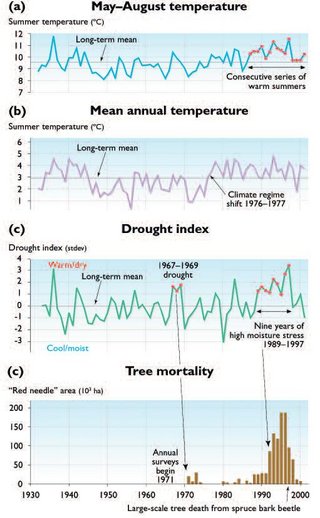 (a) May–August temperature
Summer temperature (°C)
12
11
10
9
8
7
Long-term mean
Consecutive series of
warm summers
(b) Mean annual temperature
Summer temperature (°C)
6
5
4
3
2
1
Long-term mean
Climate regime
shift 1976–1977
(c) Drought index
Drought index (stdev)
4
3
2
1
0
-1
-2
-3
Warm/dry
Long-term mean
1967–1969
drought
Cool/moist
Nine years of
high moisture stress
1989–1997
(c) Tree mortality
"Red needle" area (10³ ha)
200
150
100
50
0
Annual
surveys
begin
1971
1930 1940 1950 1960 1970 1980 1990 2000
Large-scale tree death from spruce bark beetle